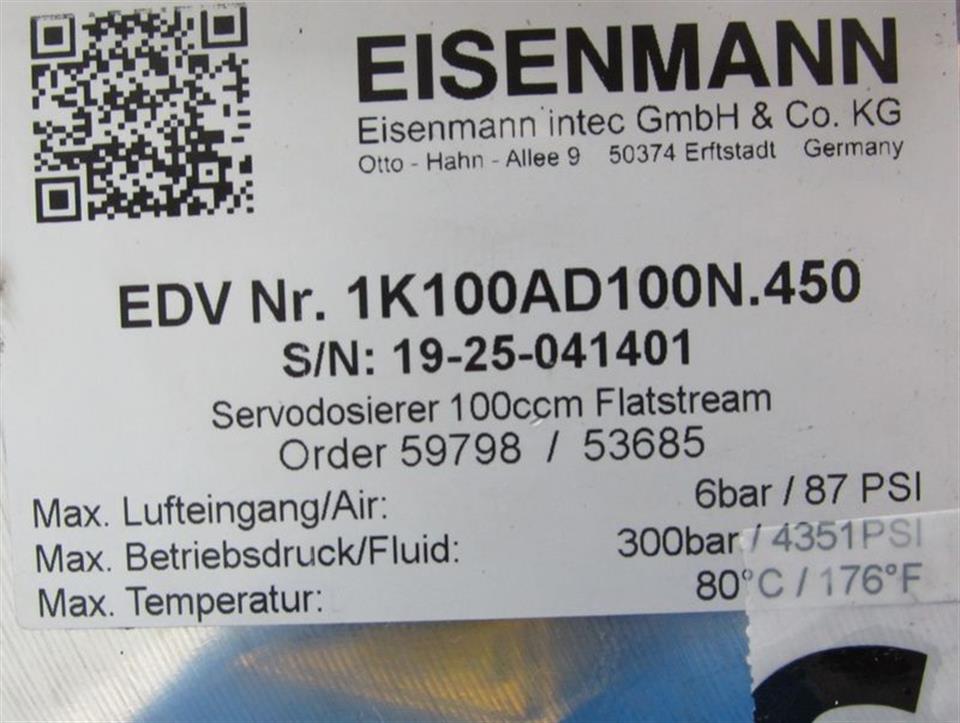 EISENMANN
Eisenmann intec GmbH & Co. KG
Otto - Hahn - Allee 9 50374 Erftstadt Germany
EDV Nr. 1K100AD100N.450
S/N: 19-25-041401
Servodosierer 100ccm Flatstream
Order 59798 / 53685
Max. Lufteingang/Air: 6bar / 87 PSI
Max. Betriebsdruck/Fluid: 300bar / 4351PSI
Max. Temperatur: 80°C / 176°F